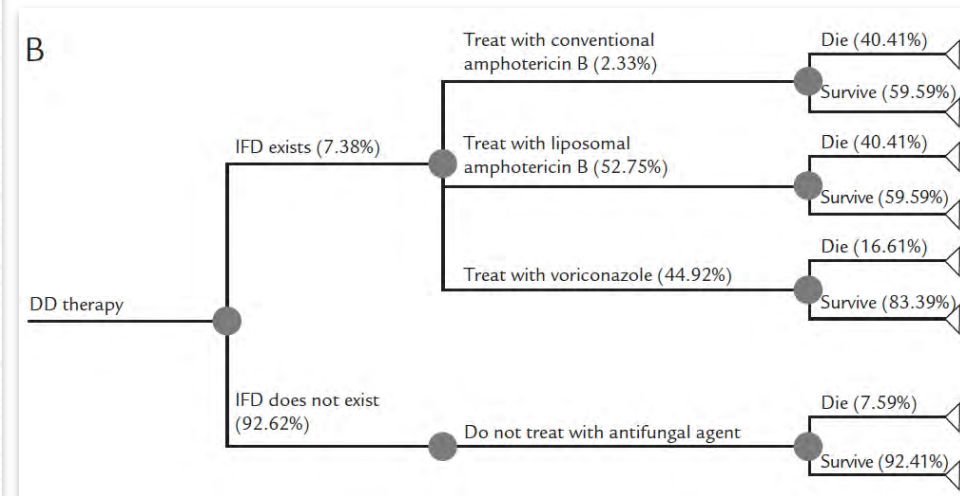 B
Treat with conventional
amphotericin B (2.33%)
Die (40.41%)
Survive (59.59%)
IFD exists (7.38%)
Treat with liposomal
amphotericin B (52.75%)
Die (40.41%)
Survive (59.59%)
Treat with voriconazole (44.92%)
Die (16.61%)
Survive (83.39%)
DD therapy
IFD does not exist
(92.62%)
Do not treat with antifungal agent
Die (7.59%)
Survive (92.41%)